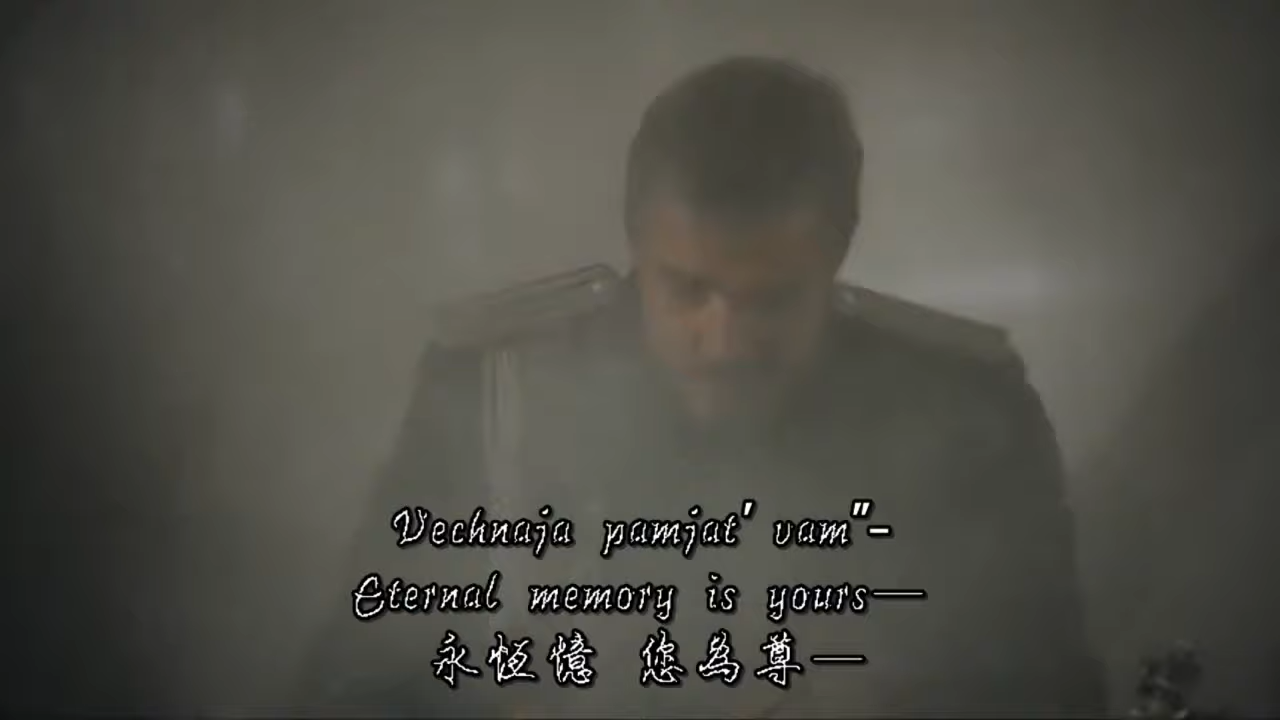 Vechnaja pamjat' vam"-
Eternal memory is yours—
永恆憶 您為尊—